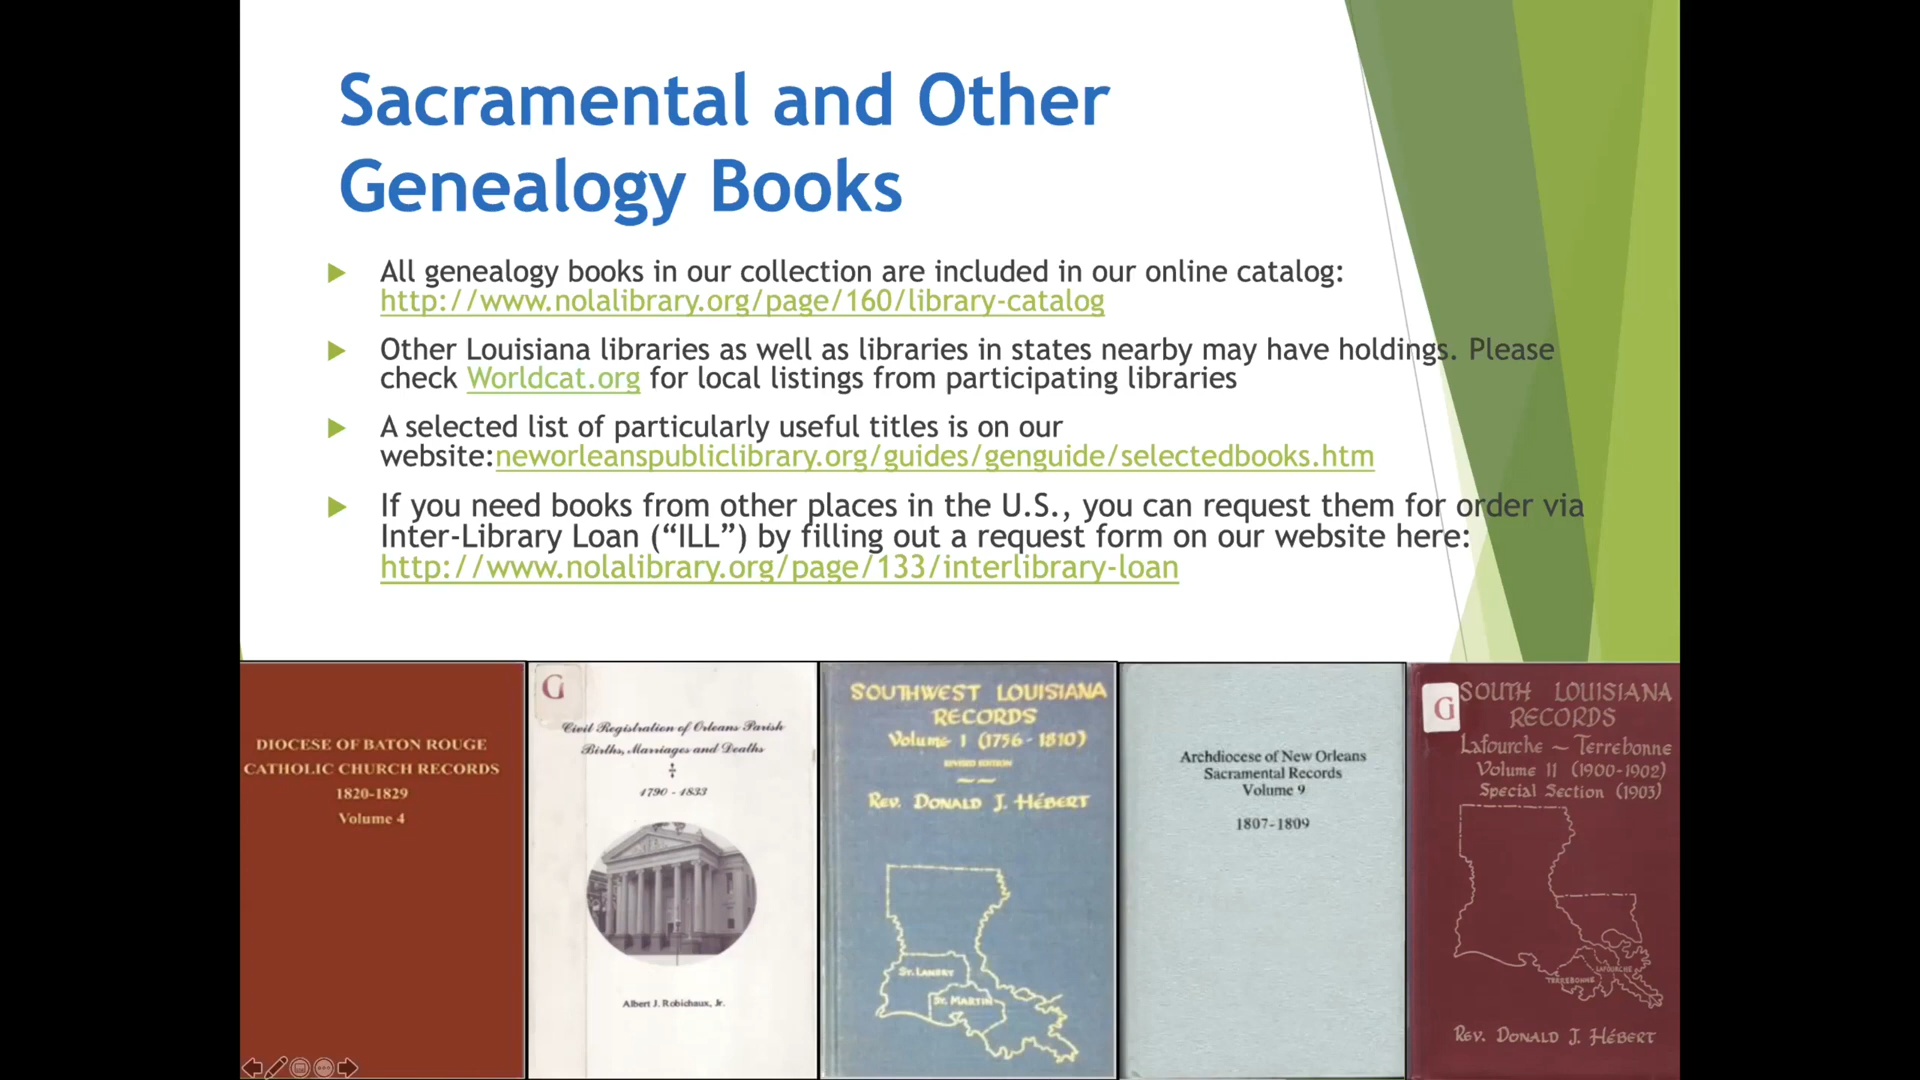 Sacramental and Other
Genealogy Books
All genealogy books in our collection are included in our online catalog:
http://www.nolalibrary.org/page/160/library-catalog
Other Louisiana libraries as well as libraries in states nearby may have holdings. Please
check Worldcat.org for local listings from participating libraries
A selected list of particularly useful titles is on our
website:neworleanspubliclibrary.org/guides/genguide/selectedbooks.htm
If you need books from other places in the U.S., you can request them for order via
Inter-Library Loan (“ILL”) by filling out a request form on our website here:
http://www.nolalibrary.org/page/133/interlibrary-loan
DIOCESE OF BATON ROUGE
CATHOLIC CHURCH RECORDS
1820-1829
Volume 4
G
Civil Registration of Orleans Parish
Births, Marriages and Deaths
1790 - 1833
Albert J. Robichaux, Jr.
SOUTHWEST LOUISIANA
RECORDS
Volume 1 (1756 - 1810)
REVISED EDITION
REV. DONALD J. HÉBERT
ST. LANDRY
ST. MARTIN
Archdiocese of New Orleans
Sacramental Records
Volume 9
1807-1809
G
SOUTH LOUISIANA
RECORDS
Lafourche ~ Terrebonne
Volume 11 (1900-1902)
Special Section (1903)
LAFOURCHE
TERREBONNE
REV. DONALD J. HÉBERT